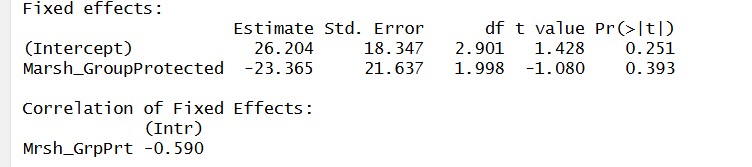 Fixed effects:
Estimate Std. Error df t value Pr(>|t|)
(Intercept) 26.204 18.347 2.901 1.428 0.251
Marsh_GroupProtected -23.365 21.637 1.998 -1.080 0.393
Correlation of Fixed Effects:
(Intr)
Mrsh_GrpPrt -0.590